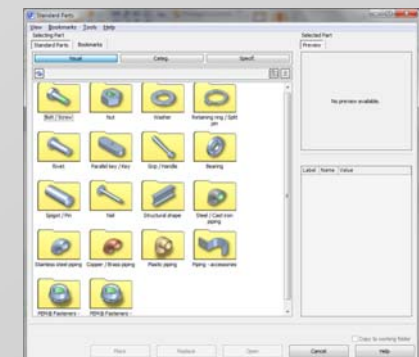 Standard Parts
View Bookmarks Tools Help
Selecting Part
Selected Part
Standard Parts Bookmarks
Preview
Visual
Categ.
Specif.
No preview available.
Bolt / Screw
Nut
Washer
Retaining ring / Split pin
Rivet
Parallel key / Key
Grip / Handle
Bearing
Label Name Value
Spigot / Pin
Nail
Structural shape
Steel / Cast iron piping
Stainless steel piping
Copper / Brass piping
Plastic piping
Piping - accessories
PEM® Fasteners -
PEM® Fasteners -
Copy to working folder
Place
Replace
Open
Cancel
Help